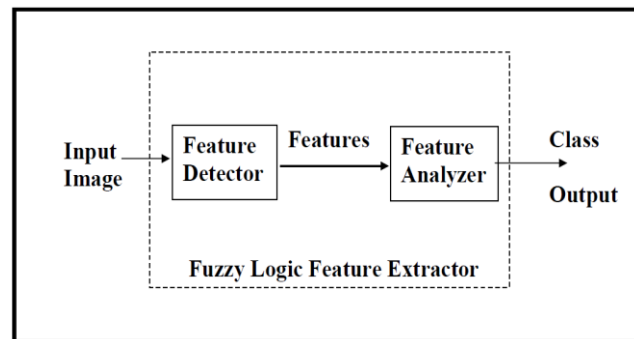 Input
Image
Feature
Detector
Features
Feature
Analyzer
Class
Output
Fuzzy Logic Feature Extractor